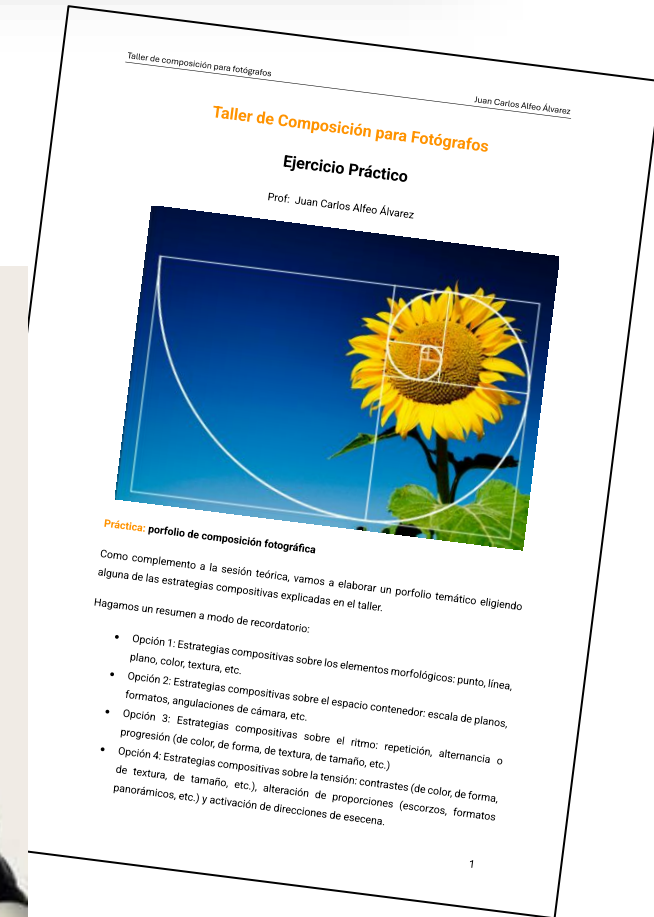 Taller de composición para fotógrafos
Juan Carlos Alfeo Álvarez
Taller de Composición para Fotógrafos
Ejercicio Práctico
Prof: Juan Carlos Alfeo Álvarez
Práctica: porfolio de composición fotográfica
Como complemento a la sesión teórica, vamos a elaborar un porfolio temático eligiendo
alguna de las estrategias compositivas explicadas en el taller.
Hagamos un resumen a modo de recordatorio:
• Opción 1: Estrategias compositivas sobre los elementos morfológicos: punto, línea,
plano, color, textura, etc.
• Opción 2: Estrategias compositivas sobre el espacio contenedor: escala de planos,
formatos, angulaciones de cámara, etc.
• Opción 3: Estrategias compositivas sobre el ritmo: repetición, alternancia o
progresión (de color, de forma, de textura, de tamaño, etc.)
• Opción 4: Estrategias compositivas sobre la tensión: contrastes (de color, de forma,
de textura, de tamaño, etc.), alteración de proporciones (escorzos, formatos
panorámicos, etc.) y activación de direcciones de esecena.
1